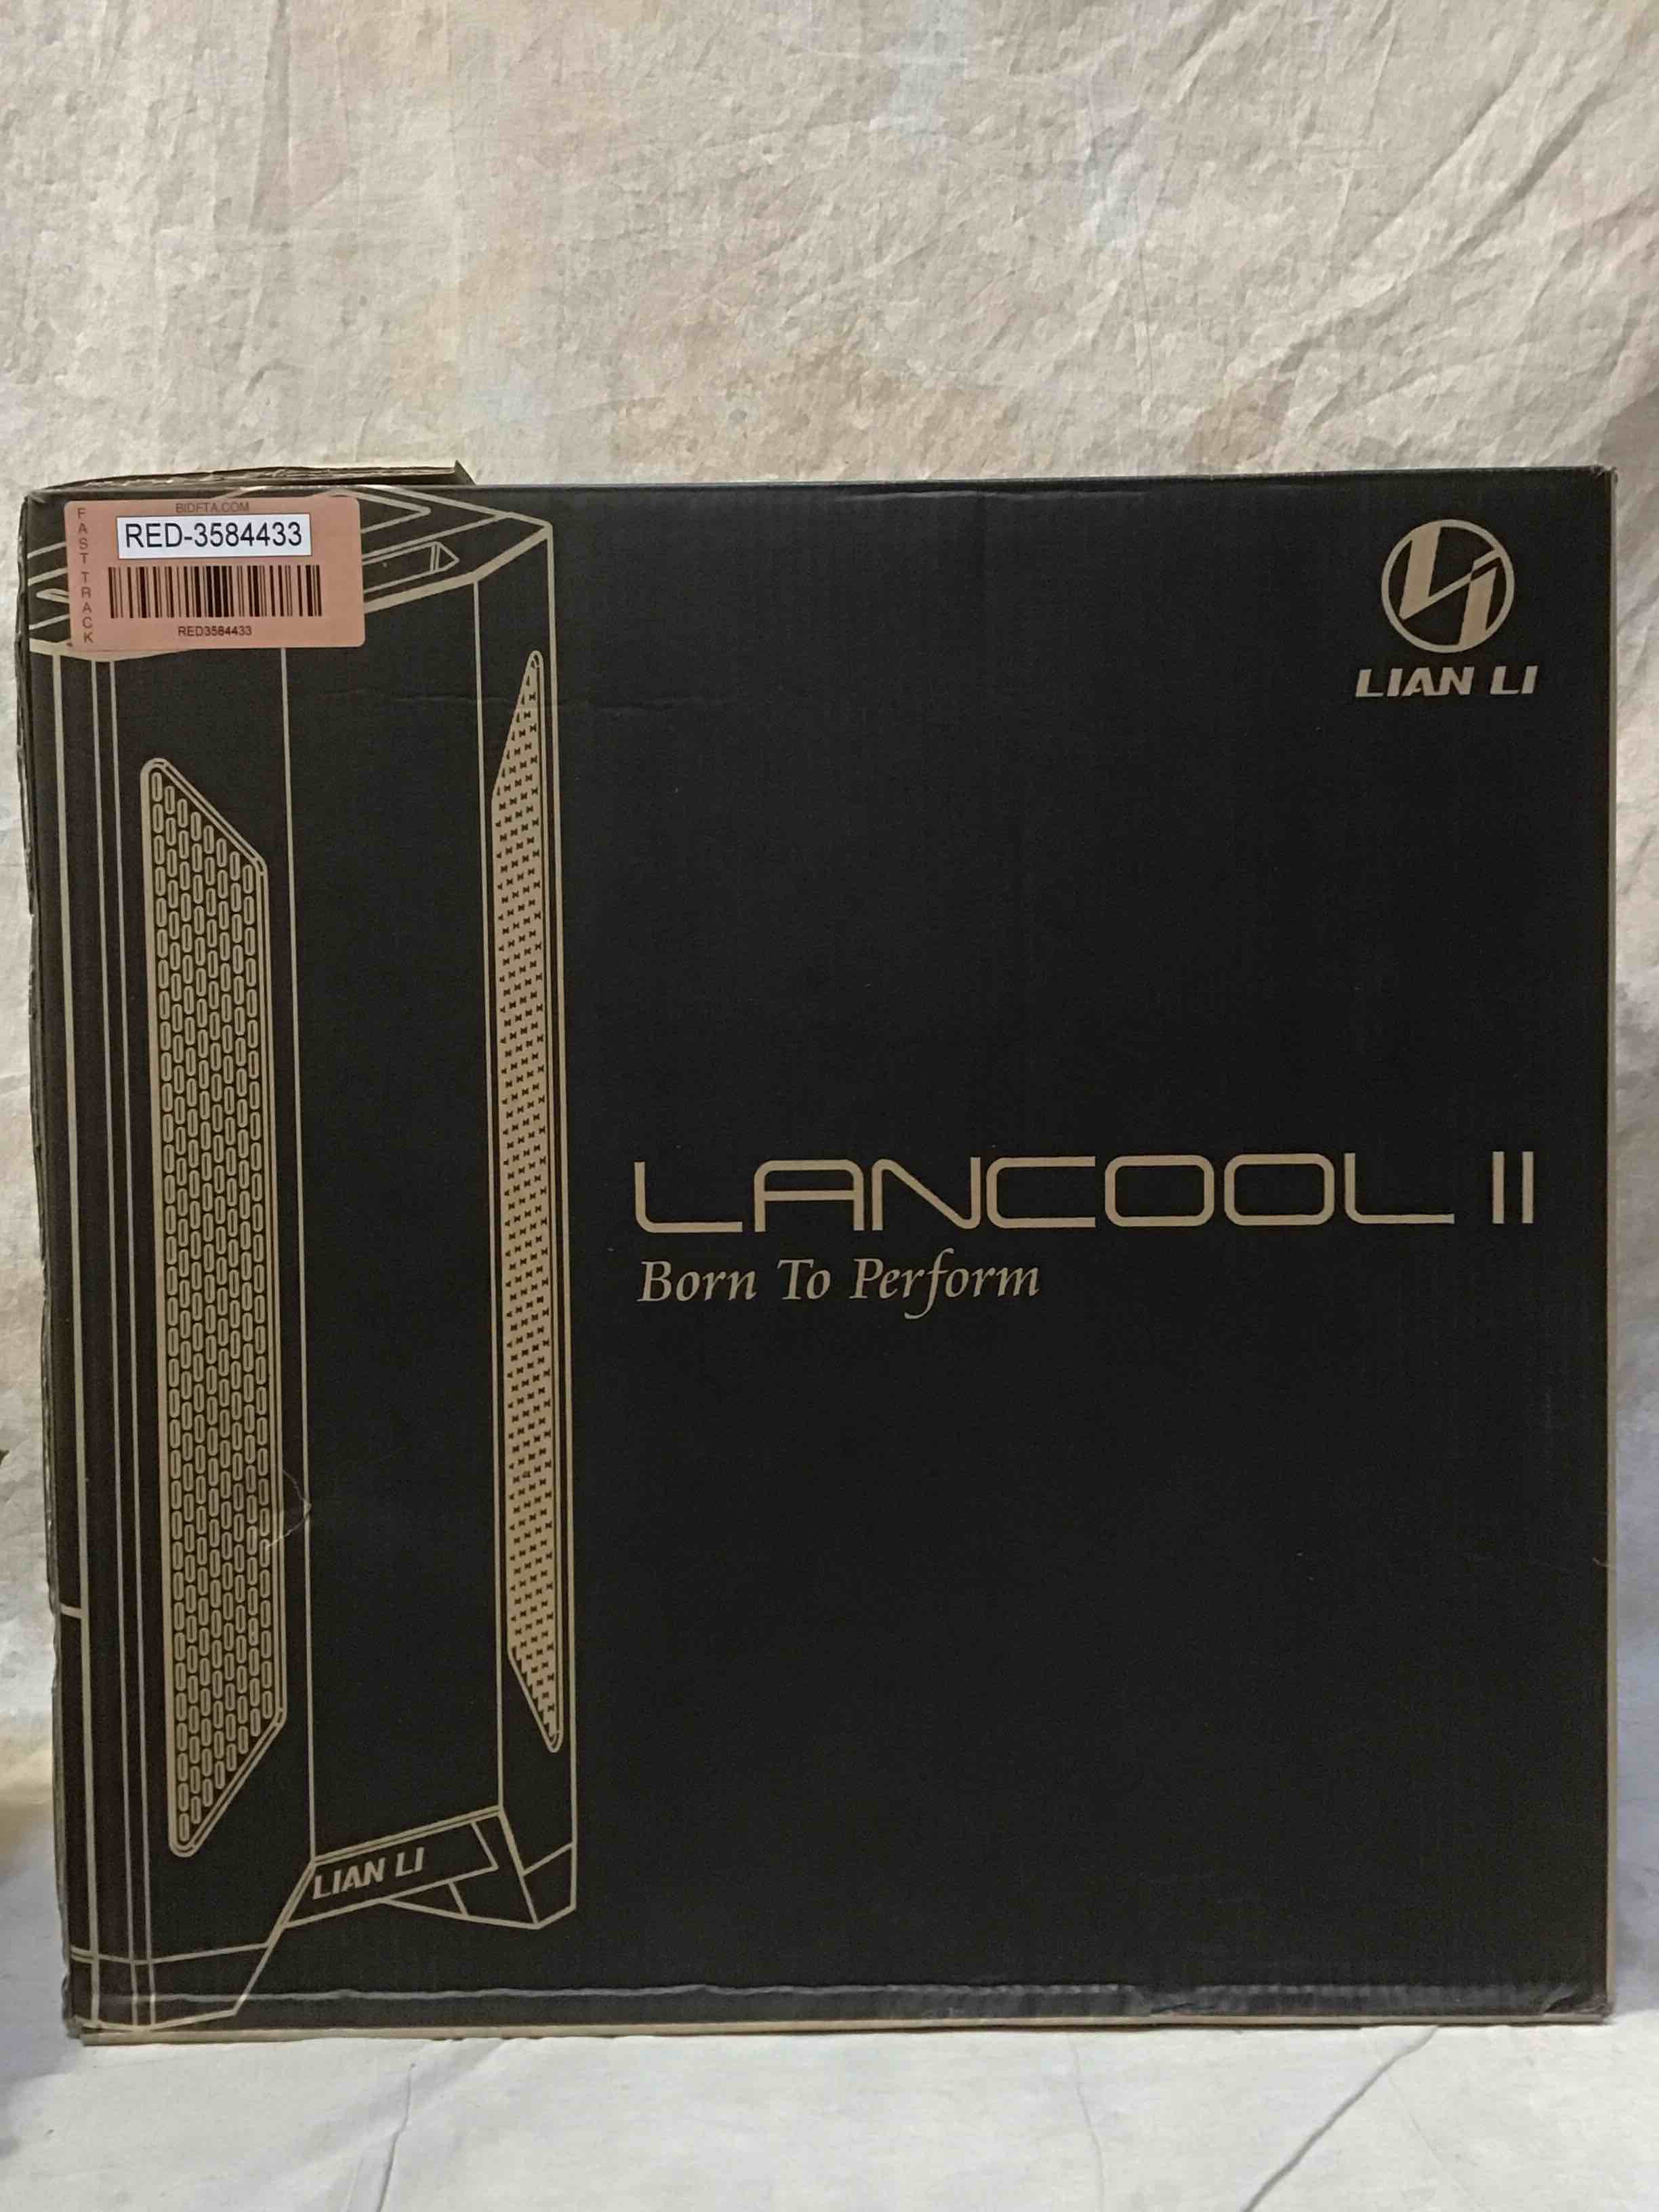 BIDFTA.COM
FAST TRACK
RED-3584433
RED3584433
LIAN LI
LANCOOL II
Born To Perform
LIAN LI